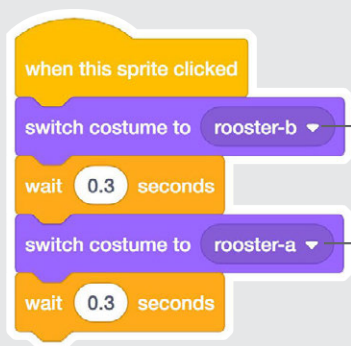 when this sprite clicked
switch costume to rooster-b
wait 0.3 seconds
switch costume to rooster-a
wait 0.3 seconds